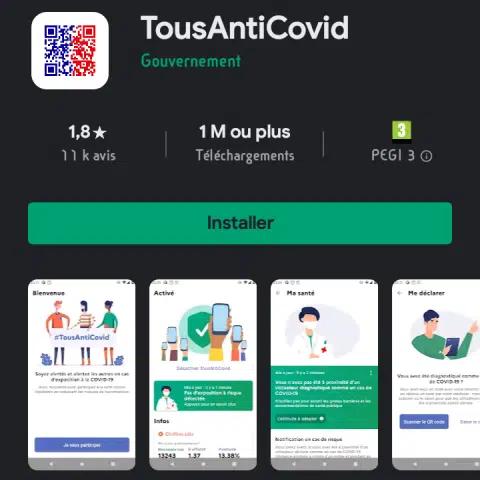 TousAntiCovid
Gouvernement
1,8★
1 M ou plus
3
11 k avis
Téléchargements
PEGI 3
Installer
Bienvenue
#TousAntiCovid
Soyez alertés et alertez les autres en cas
d'exposition à la COVID-19
Je veux participer
Activé
Désactiver TousAntiCovid
Pas d'exposition à risque
détectée
Infos
Chiffres clés
13243
1.37
13.38%
Ma santé
Vous n'avez pas été à proximité d'un
utilisateur diagnostiqué comme un cas de
COVID-19
Notification en cas de risque
Me déclarer
Vous avez été diagnostiqué comme
de COVID-19 ?
Scanner le QR code